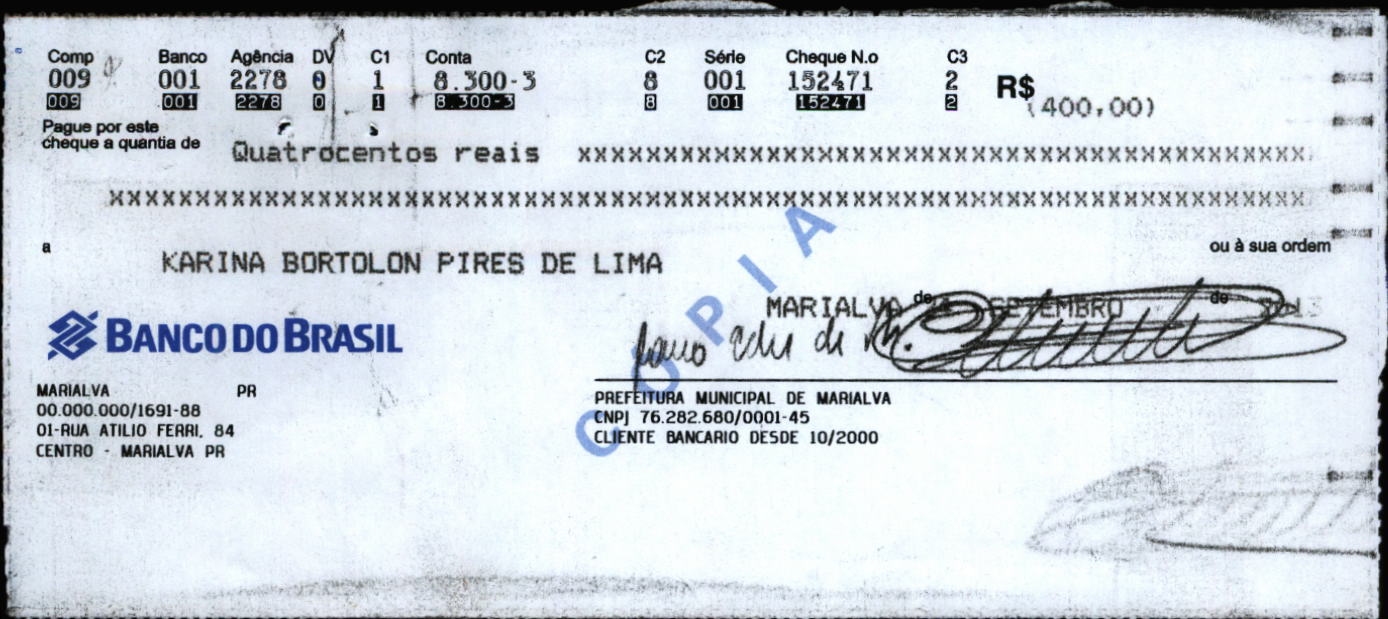 Comp Banco Agência DV C1 Conta C2 Série Cheque N.o C3
009 001 2278 0 1 8.300-3 8 001 152471 2 R$ (400,00)
009 001 2278 0 1 8.300-3 8 001 152471 2
Pague por este
cheque a quantia de Quatrocentos reais xxxxxxxxxxxxxxxxxxxxxxxxxxxxxxxxxxxxxxxxxxxxxxxx
xxxxxxxxxxxxxxxxxxxxxxxxxxxxxxxxxxxxxxxxxxxxxxxxxxxxxxxxxxxxxxxxxxxx
a KARINA BORTOLON PIRES DE LIMA ou à sua ordem
MARIALVA de SETEMBRO de
BANCO DO BRASIL
MARIALVA PR
00.000.000/1691-88
01-RUA ATILIO FERRI, 84
CENTRO - MARIALVA PR
PREFEITURA MUNICIPAL DE MARIALVA
CNPJ 76.282.680/0001-45
CLIENTE BANCARIO DESDE 10/2000
COPIA